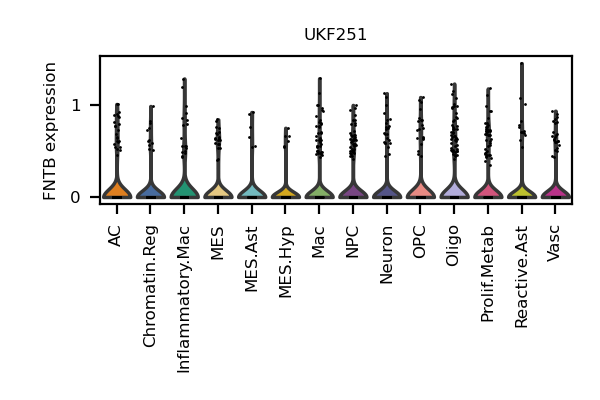 UKF251
FNTB expression
1
0
AC
Chromatin.Reg
Inflammatory.Mac
MES
MES.Ast
MES.Hyp
Mac
NPC
Neuron
OPC
Oligo
Prolif.Metab
Reactive.Ast
Vasc